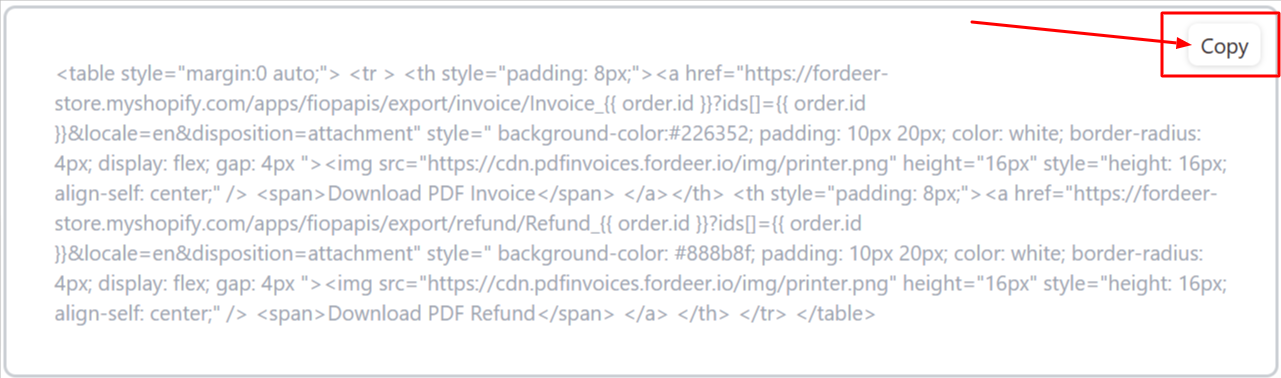 Copy
<table style="margin:0 auto;"> <tr > <th style="padding: 8px;"><a href="https://fordeer-
store.myshopify.com/apps/fiopapis/export/invoice/Invoice_{{ order.id }}?ids[]={{ order.id
}}&locale=en&disposition=attachment" style=" background-color:#226352; padding: 10px 20px; color: white; border-radius:
4px; display: flex; gap: 4px "><img src="https://cdn.pdfinvoices.fordeer.io/img/printer.png" height="16px" style="height: 16px;
align-self: center;" /> <span>Download PDF Invoice</span> </a></th> <th style="padding: 8px;"><a href="https://fordeer-
store.myshopify.com/apps/fiopapis/export/refund/Refund_{{ order.id }}?ids[]={{ order.id
}}&locale=en&disposition=attachment" style=" background-color: #888b8f; padding: 10px 20px; color: white; border-radius:
4px; display: flex; gap: 4px "><img src="https://cdn.pdfinvoices.fordeer.io/img/printer.png" height="16px" style="height: 16px;
align-self: center;" /> <span>Download PDF Refund</span> </a> </th> </tr> </table>